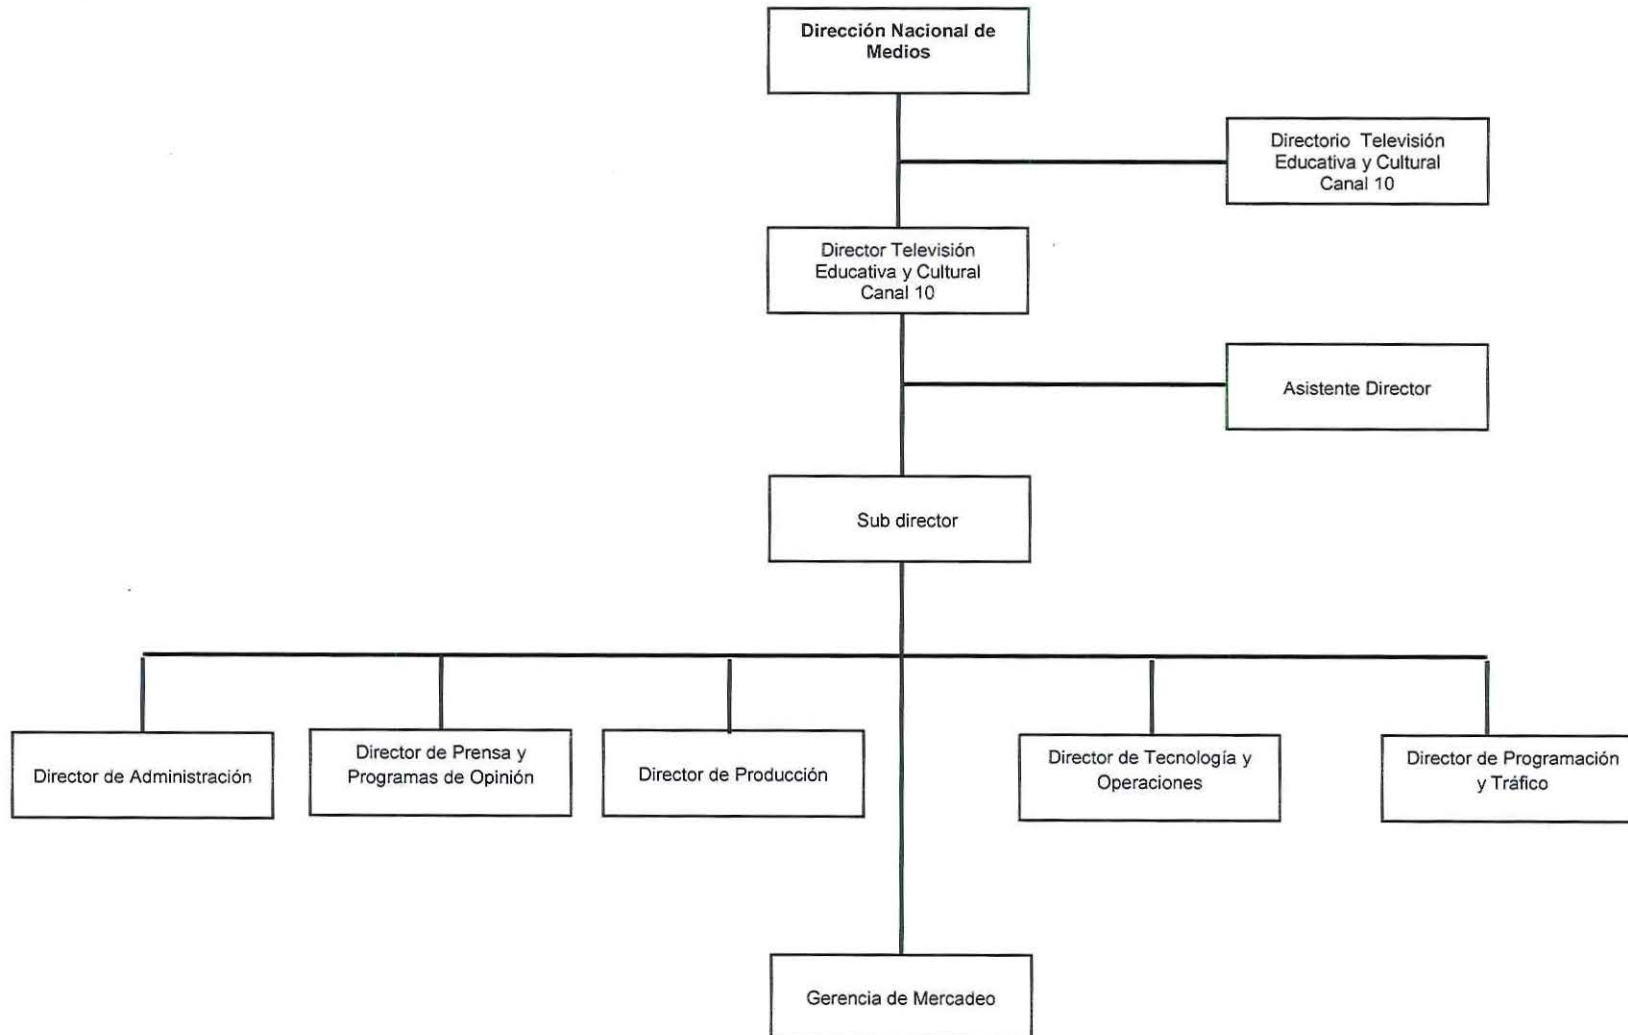 Dirección Nacional de
Medios
Directorio Televisión
Educativa y Cultural
Canal 10
Director Televisión
Educativa y Cultural
Canal 10
Asistente Director
Sub director
Director de Administración
Director de Prensa y
Programas de Opinión
Director de Producción
Director de Tecnología y
Operaciones
Director de Programación
y Tráfico
Gerencia de Mercadeo